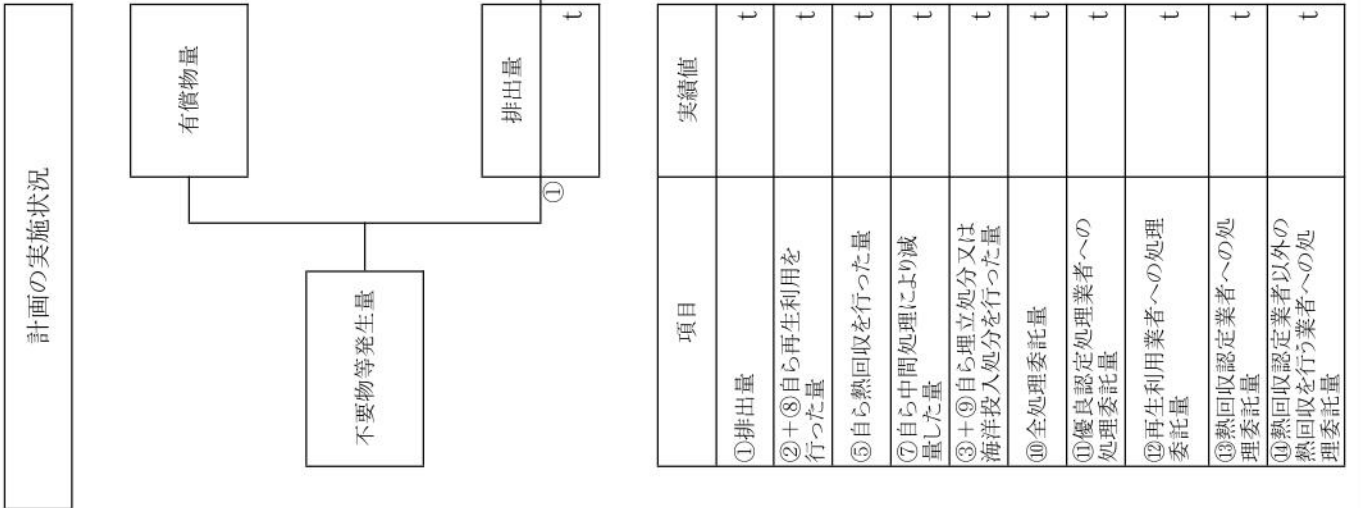 計画の実施状況
有償物量
不要物等発生量
①
排出量
t
項目
実績値
①排出量
t
②+⑧自ら再生利用を
行った量
t
⑤自ら熱回収を行った量
t
⑦自ら中間処理により減
量した量
t
③+⑨自ら埋立処分又は
海洋投入処分を行った量
t
⑩全処理委託量
t
⑪優良認定処理業者への
処理委託量
t
⑫再生利用業者への処理
委託量
t
⑬熱回収認定業者への処
理委託量
t
⑭熱回収認定業者以外の
熱回収を行う業者への処
理委託量
t